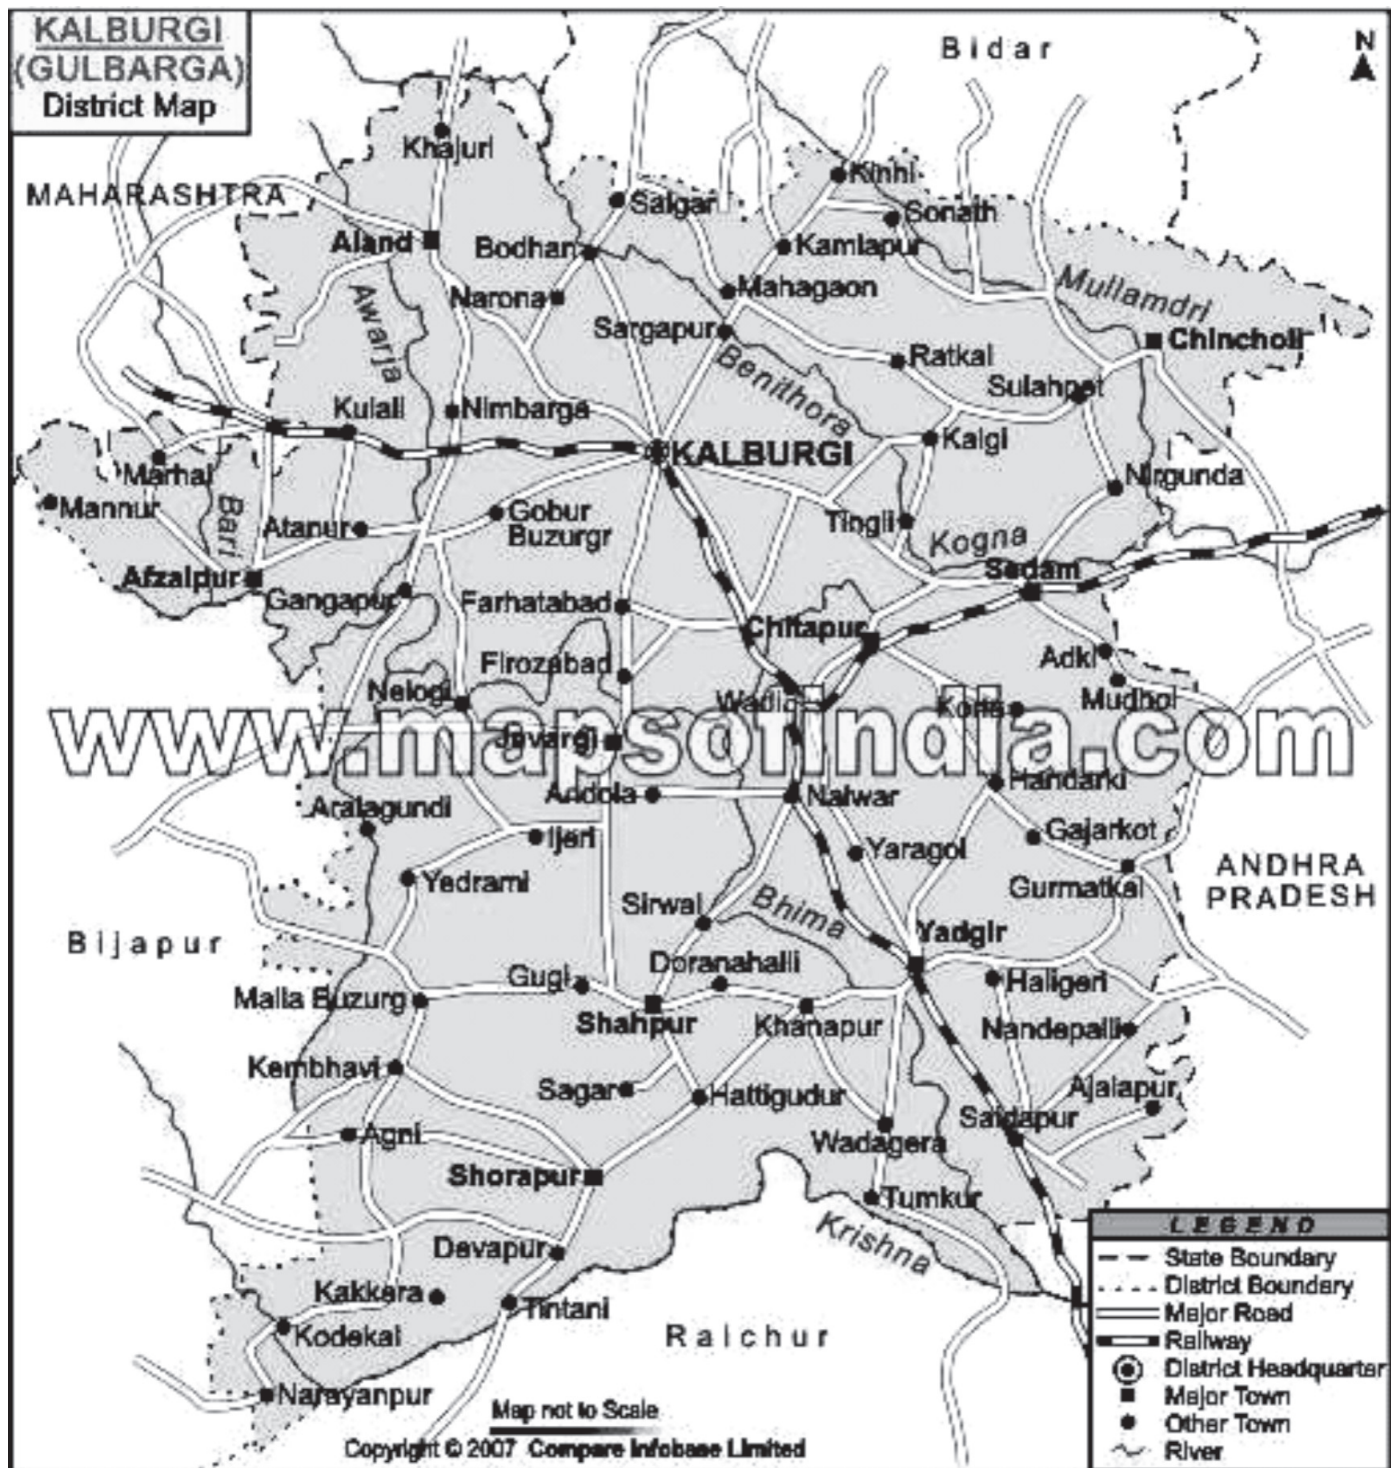 KALBURGI
(GULBARGA)
District Map
Bidar
N
Khajuri
MAHARASHTRA
Kinhi
Salgar
Sonath
Aland
Bodhan
Kamlapur
Mullamdri
Awarja
Narona
Mahagaon
Sargapur
Chincholi
Benithora
Ratkal
Sulahpet
Kulali
Nimbarga
Kalgi
KALBURGI
Marhal
Nirgunda
Mannur
Bari
Atanur
Gobur
Buzurgr
Tingli
Kogna
Afzalpur
Sedam
Gangapur
Farhatabad
Chitapur
Firozabad
Adki
Nelogi
Wadi
Mudhol
Korla
www.mapsofindia.com
Jevargi
Handarki
Andola
Nalwar
Aralagundi
Ijeri
Gajarkot
Yaragol
ANDHRA
PRADESH
Yedrami
Gurmatkal
Sirwal
Bhima
Yadgir
Bijapur
Doranahalli
Gugi
Haligeri
Malla Buzurg
Shahpur
Khanapur
Nandepalli
Kembhavi
Sagar
Hattigudur
Ajalapur
Saidapur
Agni
Wadagera
Shorapur
Tumkur
Krishna
Devapur
Kakkera
Tintani
Kodekal
Raichur
Narayanpur
LEGEND
State Boundary
District Boundary
Major Road
Railway
District Headquarter
Major Town
Other Town
River
Map not to Scale
Copyright © 2007 Compare Infobase Limited